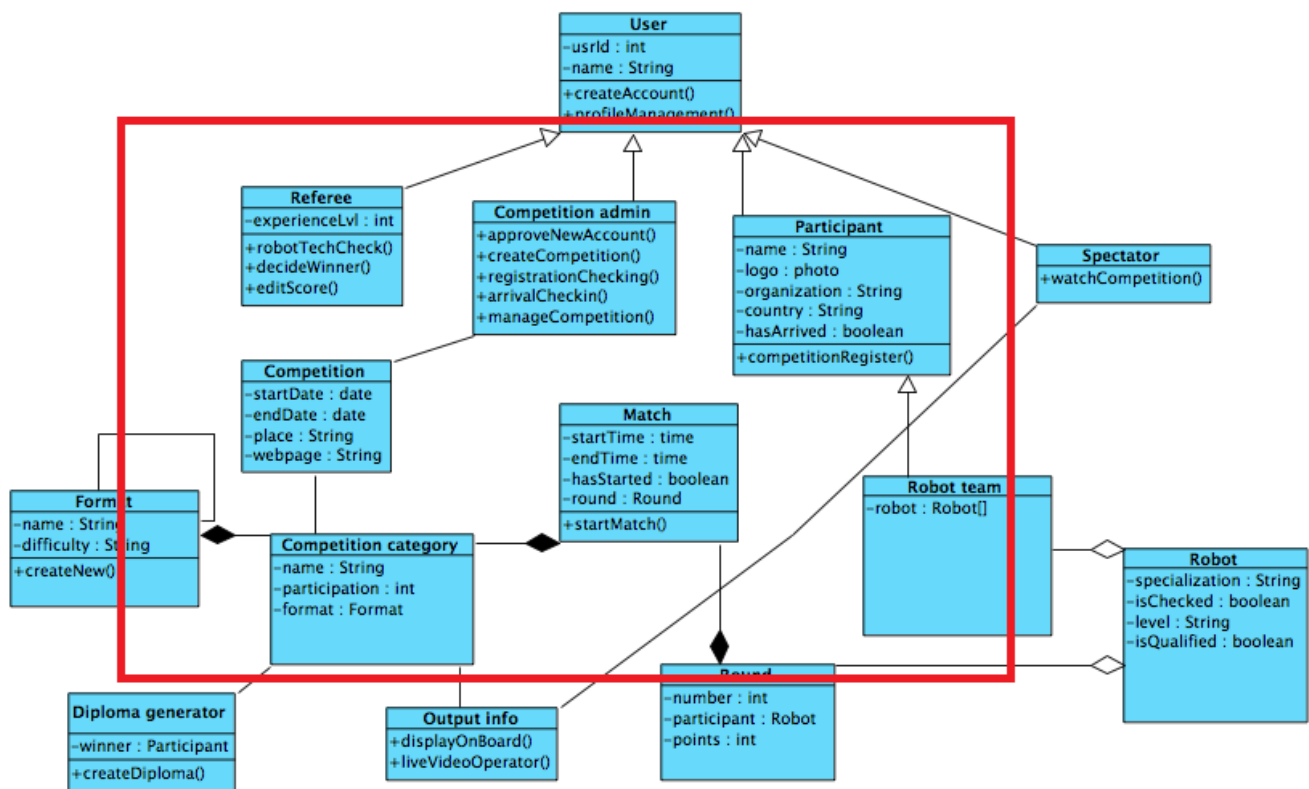 User
-usrId : int
-name : String
+createAccount()
+profileManagement()
Referee
-experienceLvl : int
+robotTechCheck()
+decideWinner()
+editScore()
Competition admin
+approveNewAccount()
+createCompetition()
+registrationChecking()
+arrivalCheckin()
+manageCompetition()
Participant
-name : String
-logo : photo
-organization : String
-country : String
-hasArrived : boolean
+competitionRegister()
Spectator
+watchCompetition()
Competition
-startDate : date
-endDate : date
-place : String
-webpage : String
Match
-startTime : time
-endTime : time
-hasStarted : boolean
-round : Round
+startMatch()
Format
-name : String
-difficulty : String
+createNew()
Competition category
-name : String
-participation : int
-format : Format
Robot team
-robot : Robot[]
Robot
-specialization : String
-isChecked : boolean
-level : String
-isQualified : boolean
Round
-number : int
-participant : Robot
-points : int
Diploma generator
-winner : Participant
+createDiploma()
Output info
+displayOnBoard()
+liveVideoOperator()